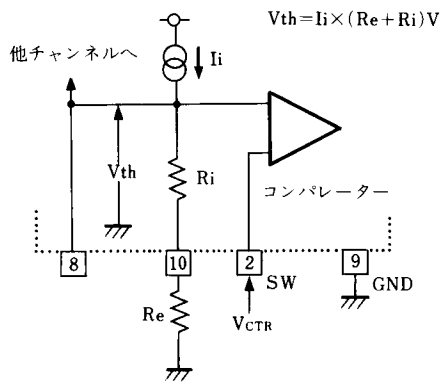 Vth=Ii×(Re+Ri)V
他チャンネルへ
Ii
Vth
Ri
コンパレーター
8
10
2
9
SW
GND
Re
VCTR